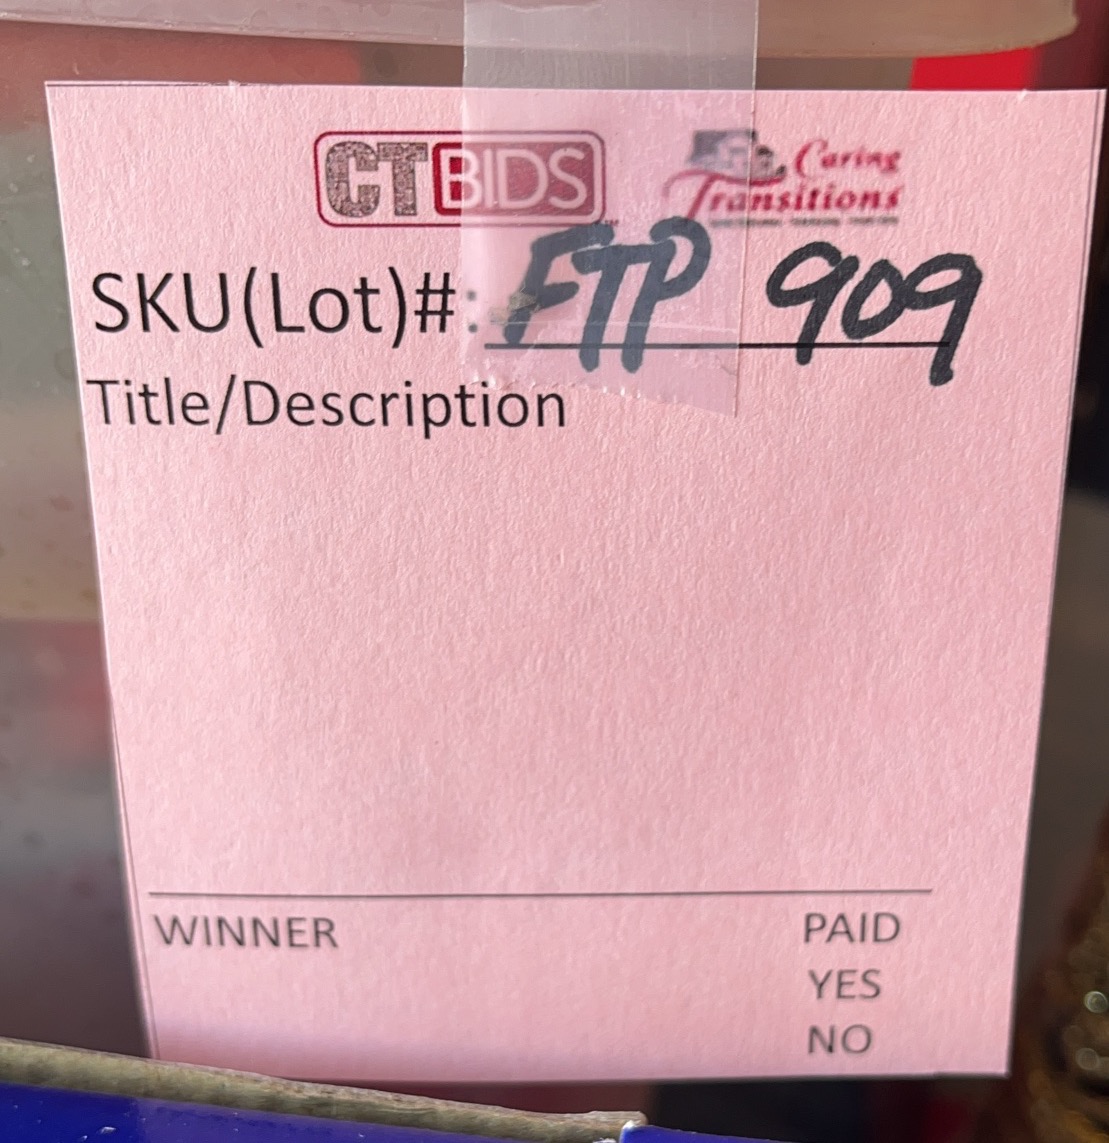 CTBIDS
Caring
Transitions
SKU(Lot)#: FTP 909
Title/Description
WINNER
PAID
YES
NO